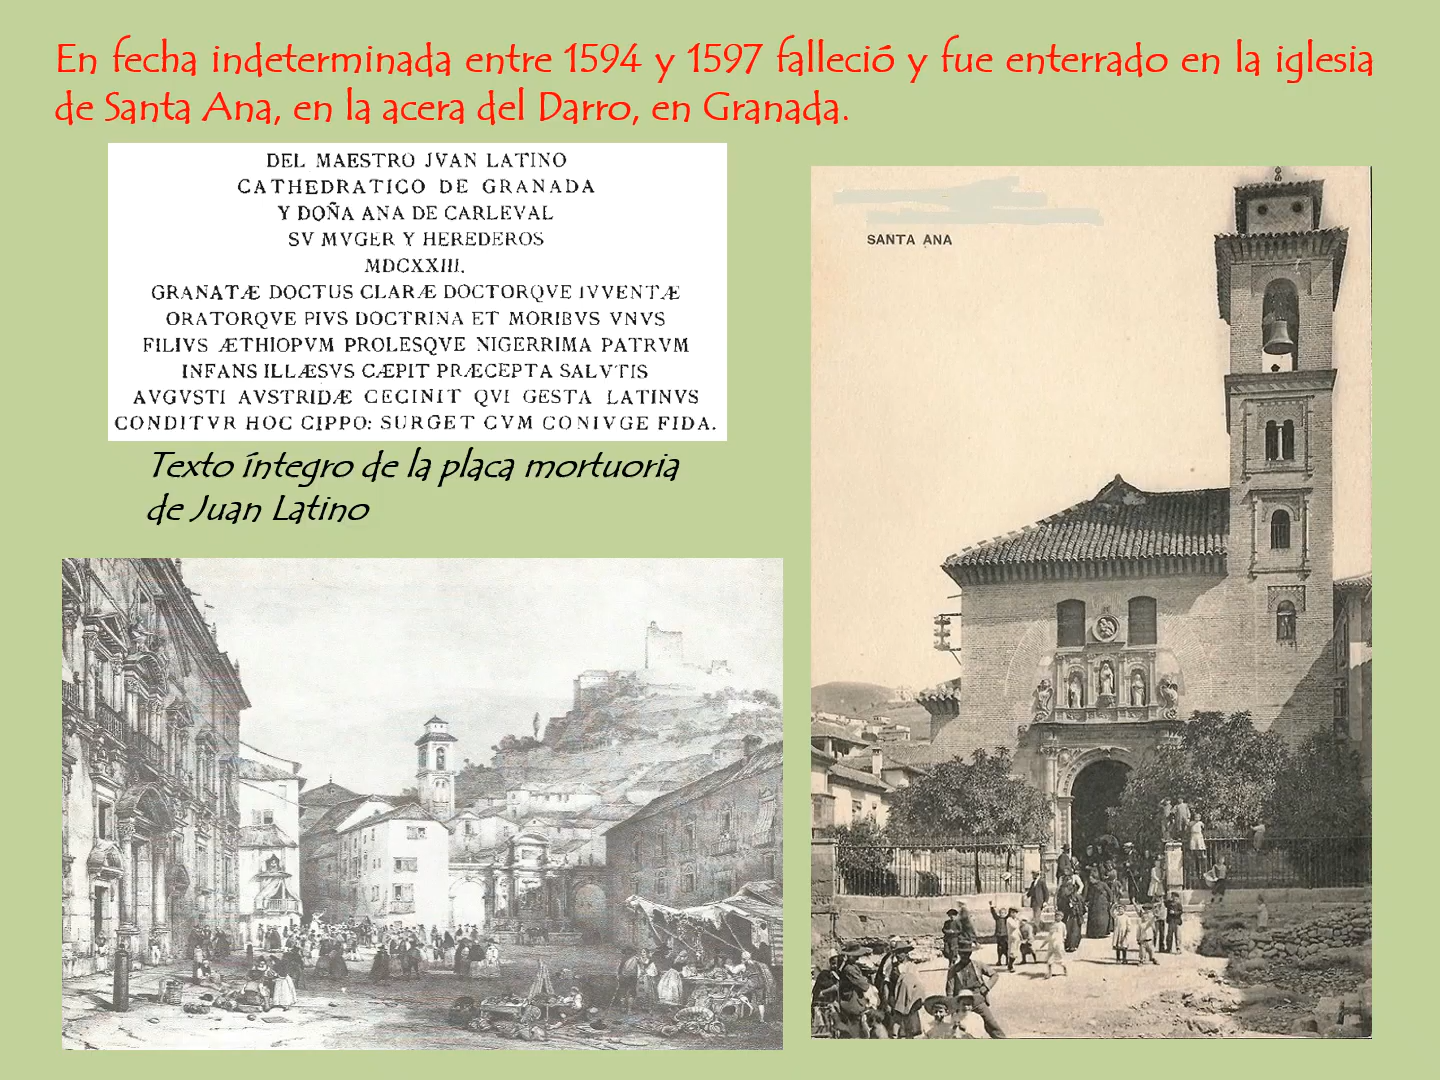 En fecha indeterminada entre 1594 y 1597 falleció y fue enterrado en la iglesia
de Santa Ana, en la acera del Darro, en Granada.
DEL MAESTRO JVAN LATINO
CATHEDRATICO DE GRANADA
Y DOÑA ANA DE CARLEVAL
SV MVGER Y HEREDEROS
MDCXXIII.
GRANATÆ DOCTUS CLARÆ DOCTORQVE IVVENTÆ
ORATORQVE PIVS DOCTRINA ET MORIBVS VNVS
FILIVS ÆTHIOPVM PROLESQVE NIGERRIMA PATRVM
INFANS ILLÆSVS CÆPIT PRÆCEPTA SALVTIS
AVGVSTI AVSTRIDÆ CECINIT QVI GESTA LATINVS
CONDITVR HOC CIPPO: SURGET CVM CONIVGE FIDA.
Texto íntegro de la placa mortuoria
de Juan Latino
SANTA ANA